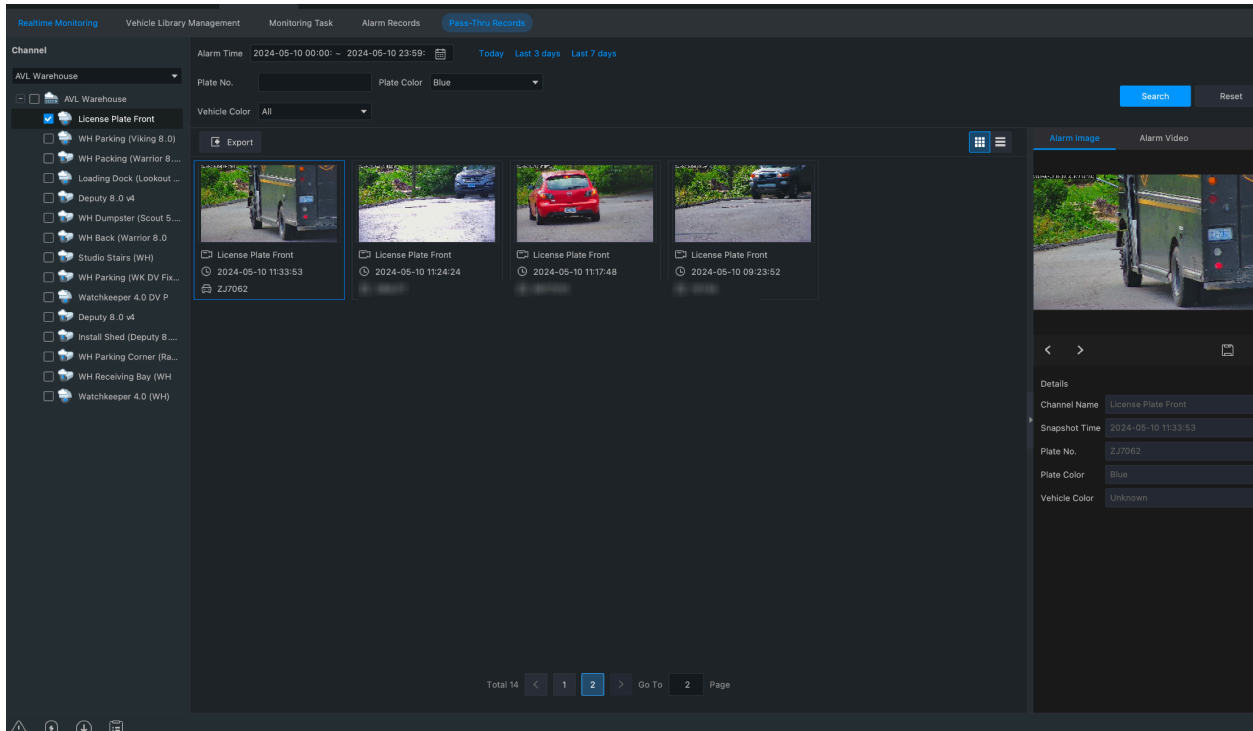 Realtime Monitoring Vehicle Library Management Monitoring Task Alarm Records Pass-Thru Records
Channel
AVL Warehouse
AVL Warehouse
License Plate Front
WH Parking (Viking 8.0)
WH Packing (Warrior 8....
Loading Dock (Lookout ...
Deputy 8.0 v4
WH Dumpster (Scout 5....
WH Back (Warrior 8.0
Studio Stairs (WH)
WH Parking (WK DV Fix...
Watchkeeper 4.0 DV P
Deputy 8.0 v4
Install Shed (Deputy 8....
WH Parking Corner (Ra...
WH Receiving Bay (WH
Watchkeeper 4.0 (WH)
Alarm Time 2024-05-10 00:00: ~ 2024-05-10 23:59: Today Last 3 days Last 7 days
Plate No. Plate Color Blue
Vehicle Color All
Search Reset
Export
License Plate Front
2024-05-10 11:33:53
ZJ7062
License Plate Front
2024-05-10 11:24:24
License Plate Front
2024-05-10 11:17:48
License Plate Front
2024-05-10 09:23:52
Total 14 < 1 2 > Go To 2 Page
Alarm Image Alarm Video
Details
Channel Name License Plate Front
Snapshot Time 2024-05-10 11:33:53
Plate No. ZJ7062
Plate Color Blue
Vehicle Color Unknown